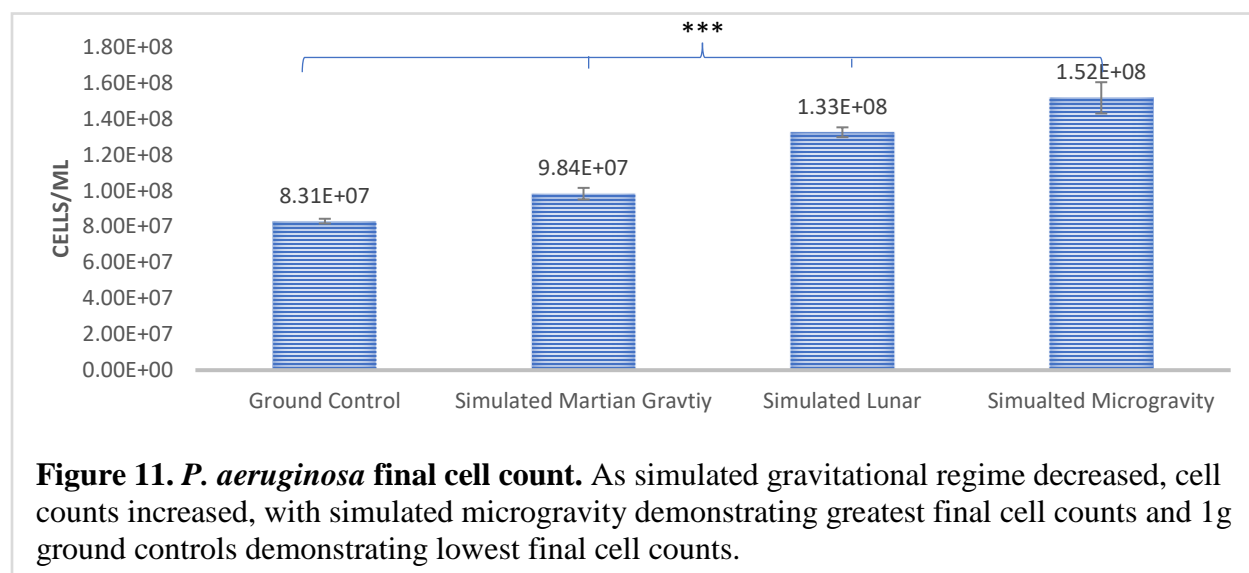 ***
1.80E+08
1.60E+08
1.40E+08
1.20E+08
1.00E+08
8.00E+07
6.00E+07
4.00E+07
2.00E+07
0.00E+00
CELLS/ML
8.31E+07
9.84E+07
1.33E+08
1.52E+08
Ground Control
Simulated Martian Gravtiy
Simulated Lunar
Simualted Microgravity
Figure 11. P. aeruginosa final cell count. As simulated gravitational regime decreased, cell
counts increased, with simulated microgravity demonstrating greatest final cell counts and 1g
ground controls demonstrating lowest final cell counts.